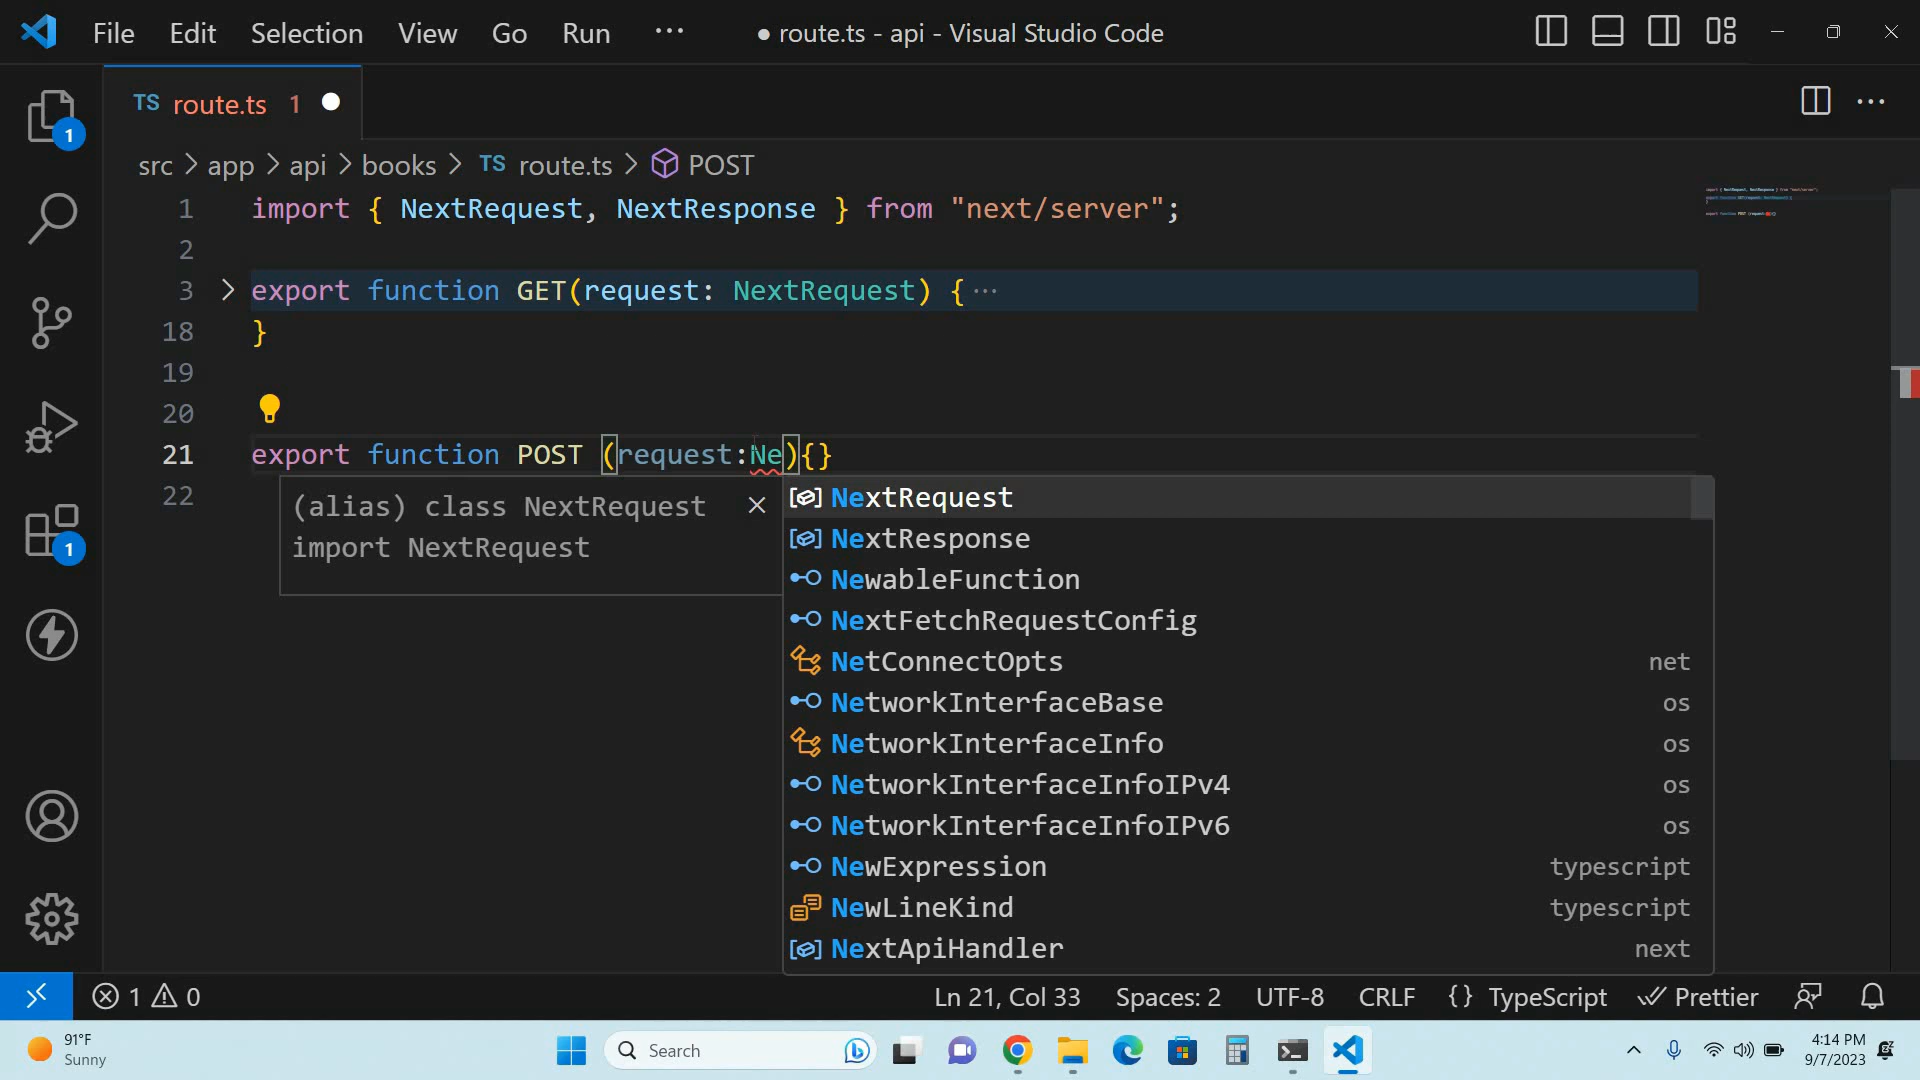 File Edit Selection View Go Run ··· ● route.ts - api - Visual Studio Code
TS route.ts 1 ●
src > app > api > books > TS route.ts > POST
1 import { NextRequest, NextResponse } from "next/server";
2
3 > export function GET(request: NextRequest) {···
18 }
19
20
21 export function POST (request:Ne){}
22
(alias) class NextRequest
import NextRequest
NextRequest
NextResponse
NewableFunction
NextFetchRequestConfig
NetConnectOpts net
NetworkInterfaceBase os
NetworkInterfaceInfo os
NetworkInterfaceInfoIPv4 os
NetworkInterfaceInfoIPv6 os
NewExpression typescript
NewLineKind typescript
NextApiHandler next
1
1
1 0 Ln 21, Col 33 Spaces: 2 UTF-8 CRLF {} TypeScript Prettier
91°F
Sunny
Search
4:14 PM
9/7/2023